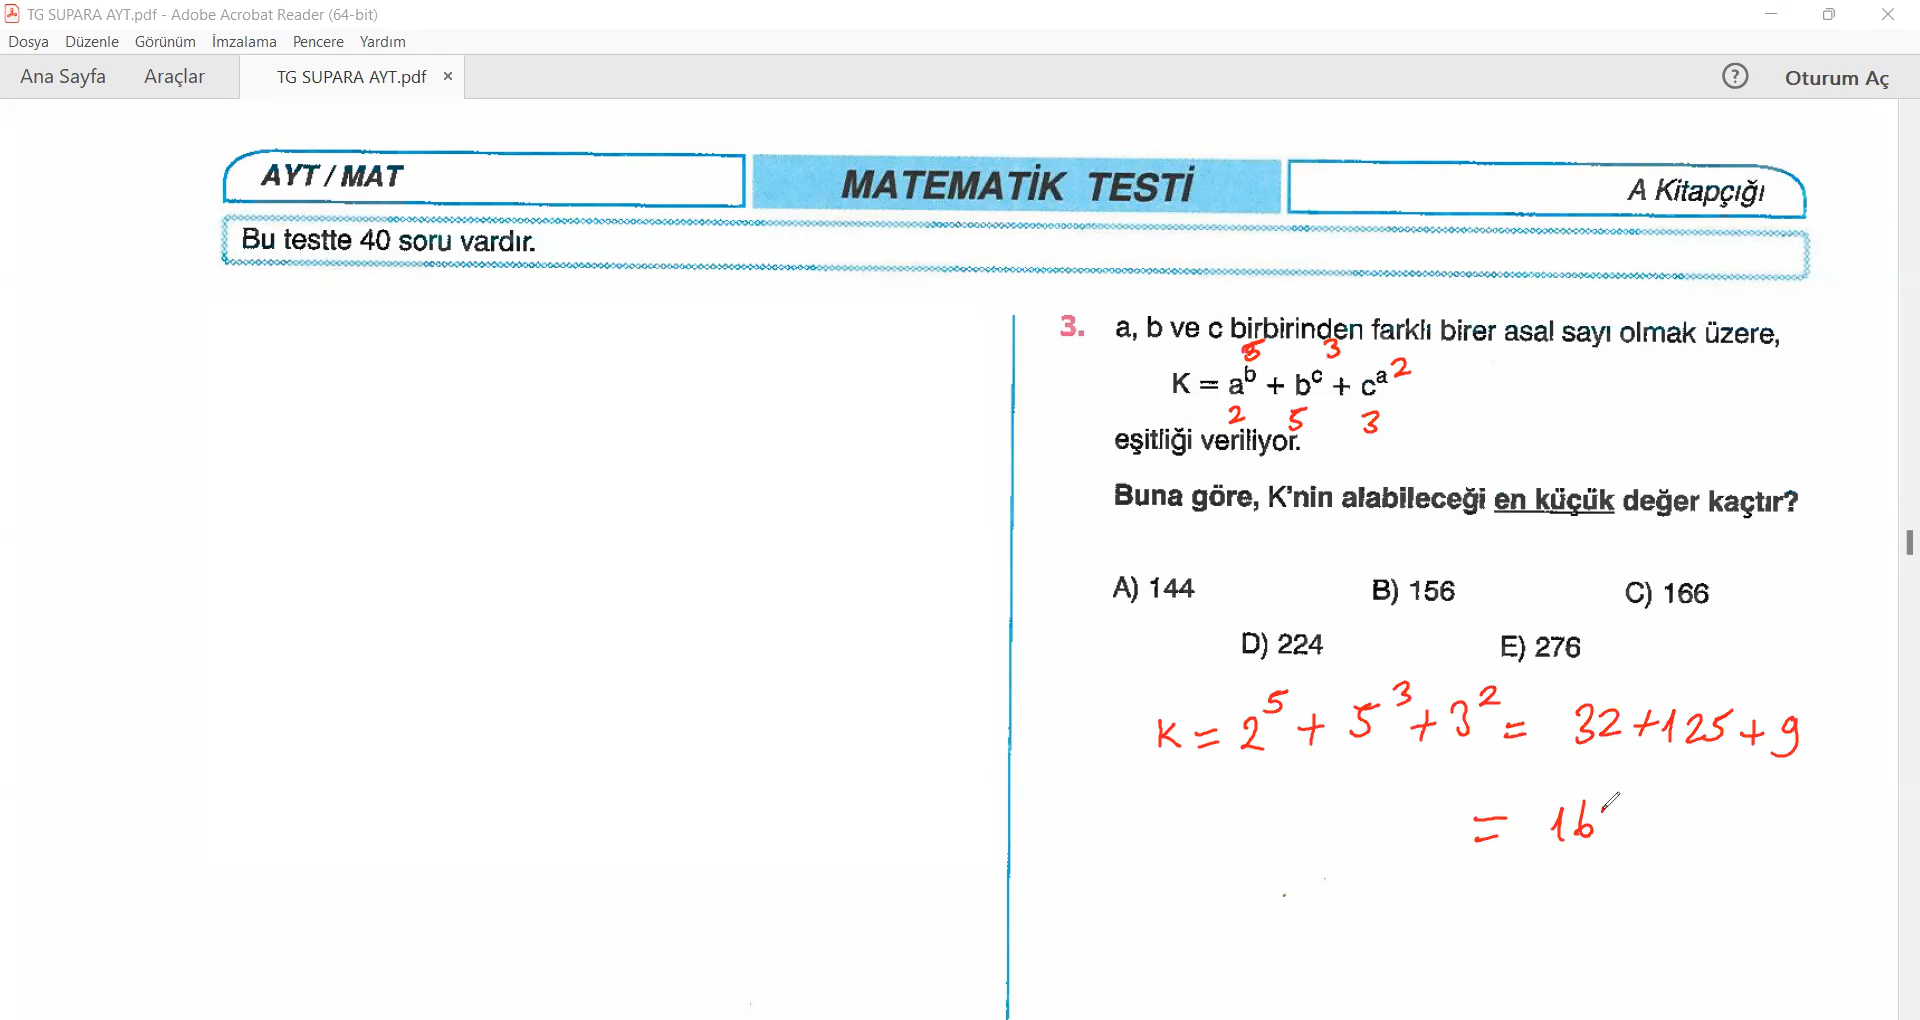 TG SUPARA AYT.pdf - Adobe Acrobat Reader (64-bit)
Dosya Düzenle Görünüm İmzalama Pencere Yardım
Ana Sayfa Araçlar TG SUPARA AYT.pdf × ? Oturum Aç
AYT / MAT MATEMATİK TESTİ A Kitapçığı
Bu testte 40 soru vardır.
3. a, b ve c birbirinden farklı birer asal sayı olmak üzere,
5 3 2
K = a^b + b^c + c^a
2 5 3
eşitliği veriliyor.
Buna göre, K'nin alabileceği en küçük değer kaçtır?
A) 144 B) 156 C) 166
D) 224 E) 276
K = 2^5 + 5^3 + 3^2 = 32+125+9
= 16